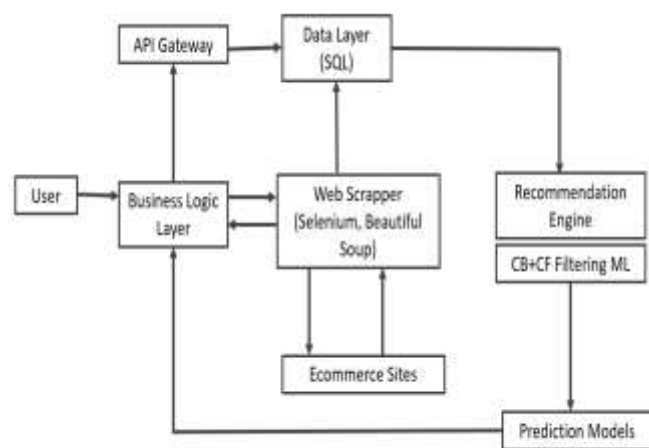 API Gateway
Data Layer
(SQL)
User
Business Logic
Layer
Web Scrapper
(Selenium, Beautiful
Soup)
Recommendation
Engine
CB+CF Filtering ML
Ecommerce Sites
Prediction Models